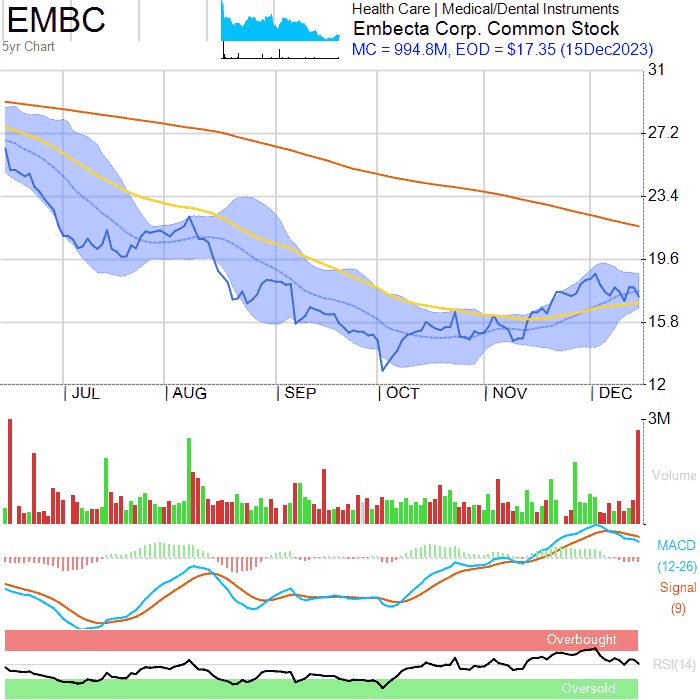 EMBC
5yr Chart
Health Care | Medical/Dental Instruments
Embecta Corp. Common Stock
MC = 994.8M, EOD = $17.35 (15Dec2023)
31
27.2
23.4
19.6
15.8
12
JUL
AUG
SEP
OCT
NOV
DEC
3M
Volume
MACD
(12-26)
Signal
(9)
Overbought
RSI(14)
Oversold